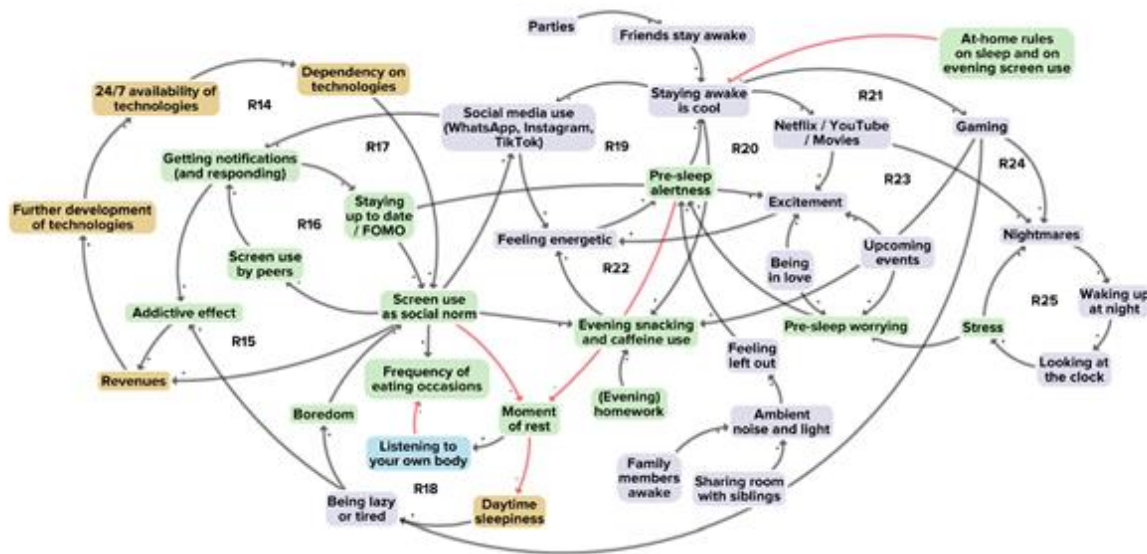 Parties
Friends stay awake
At-home rules
on sleep and on
evening screen use
24/7 availability of
technologies
Dependency on
technologies
R14
Social media use
(WhatsApp, Instagram,
TikTok)
Staying awake
is cool
R21
Netflix / YouTube
/ Movies
Gaming
R17
R19
R20
R24
Getting notifications
(and responding)
Pre-sleep
alertness
R23
Staying
up to date
/ FOMO
Excitement
Further development
of technologies
R16
Feeling energetic
Upcoming
events
Nightmares
Screen use
by peers
R22
Being
in love
Waking up
at night
R25
Addictive effect
Screen use
as social norm
Evening snacking
and caffeine use
Pre-sleep worrying
Stress
R15
Feeling
left out
Looking at
the clock
Revenues
Frequency of
eating occasions
(Evening)
homework
Boredom
Moment
of rest
Ambient
noise and light
Listening to
your own body
Family
members
awake
Sharing room
with siblings
R18
Being lazy
or tired
Daytime
sleepiness